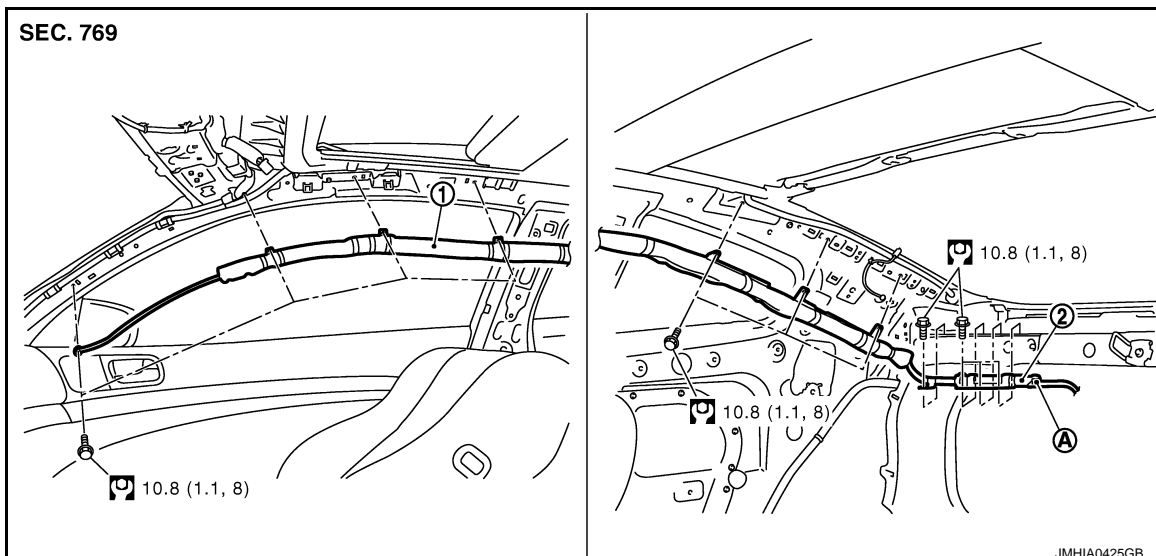 SEC. 769
1
10.8 (1.1, 8)
10.8 (1.1, 8)
2
10.8 (1.1, 8)
A
JMHIA0425GB